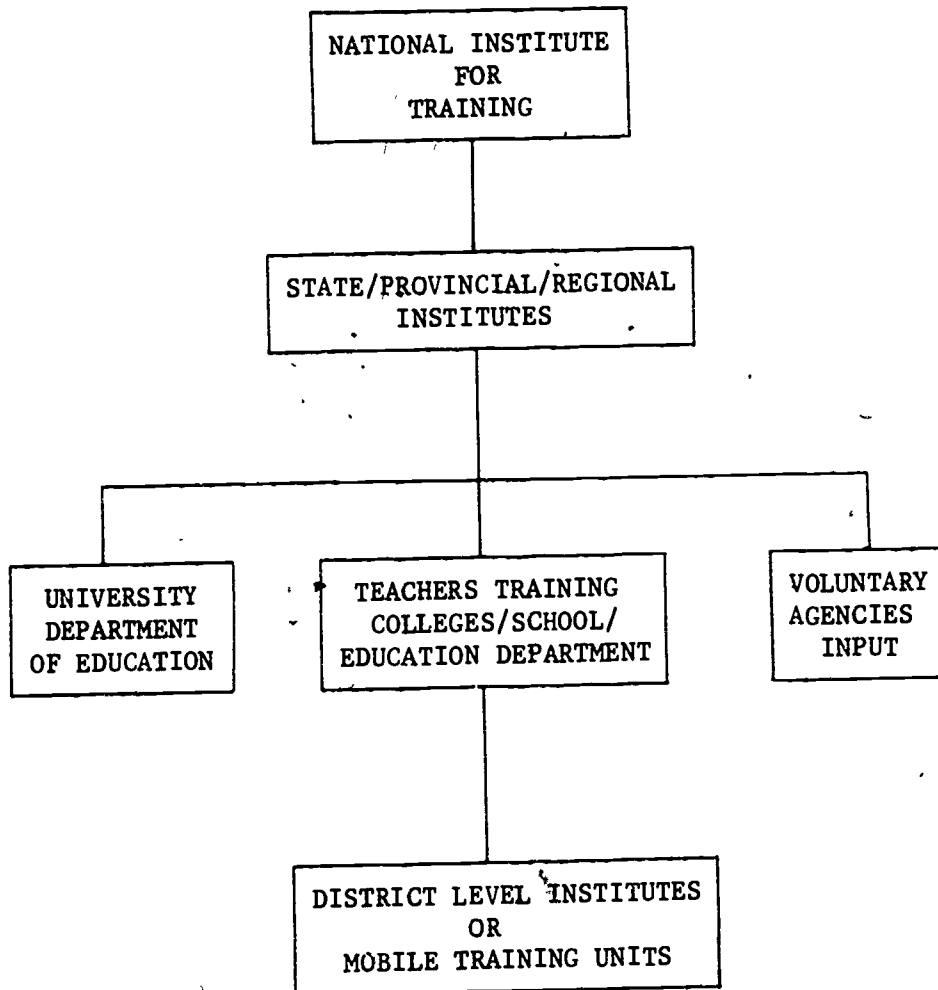 NATIONAL INSTITUTE
FOR
TRAINING
STATE/PROVINCIAL/REGIONAL
INSTITUTES
UNIVERSITY
DEPARTMENT
OF EDUCATION
TEACHERS TRAINING
COLLEGES/SCHOOL/
EDUCATION DEPARTMENT
VOLUNTARY
AGENCIES
INPUT
DISTRICT LEVEL INSTITUTES
OR
MOBILE TRAINING UNITS